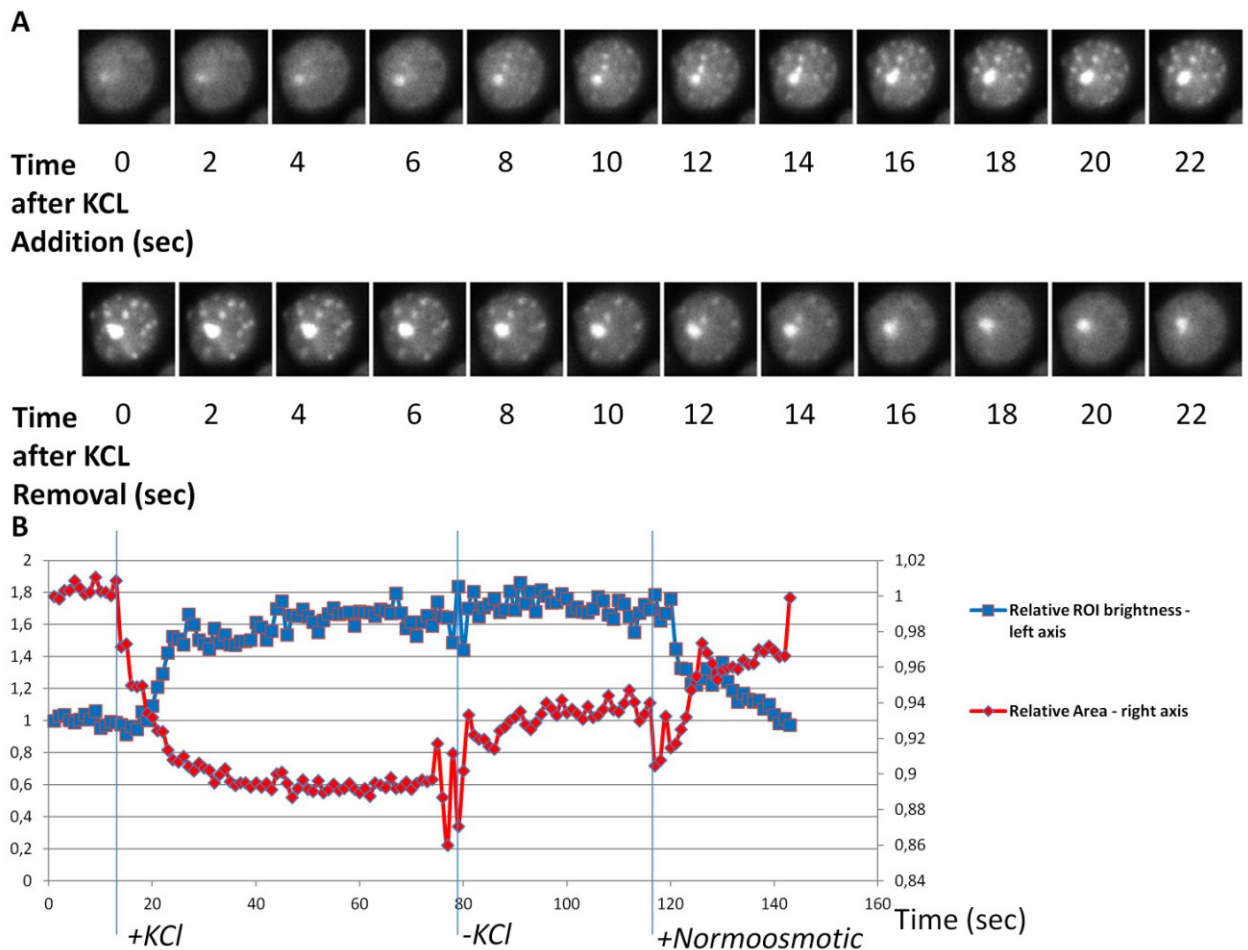 A
0 2 4 6 8 10 12 14 16 18 20 22
Time
after KCL
Addition (sec)
0 2 4 6 8 10 12 14 16 18 20 22
Time
after KCL
Removal (sec)
B
2
1,8
1,6
1,4
1,2
1
0,8
0,6
0,4
0,2
0
1,02
1
0,98
0,96
0,94
0,92
0,9
0,88
0,86
0,84
0 20 40 60 80 100 120 140 160
Time (sec)
+KCl -KCl +Normoosmotic
Relative ROI brightness -
left axis
Relative Area - right axis